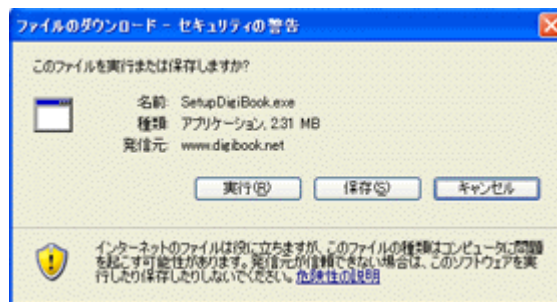 ファイルのダウンロード - セキュリティの警告
このファイルを実行または保存しますか?
名前: SetupDigiBook.exe
種類: アプリケーション, 2.31 MB
発信元: www.digibook.net
実行(R) 保存(S) キャンセル
インターネットのファイルは役に立ちますが、このファイルの種類はコンピュータに問題
を起こす可能性があります。発信元が信頼できない場合は、このソフトウェアを実
行したり保存したりしないでください。危険性の説明